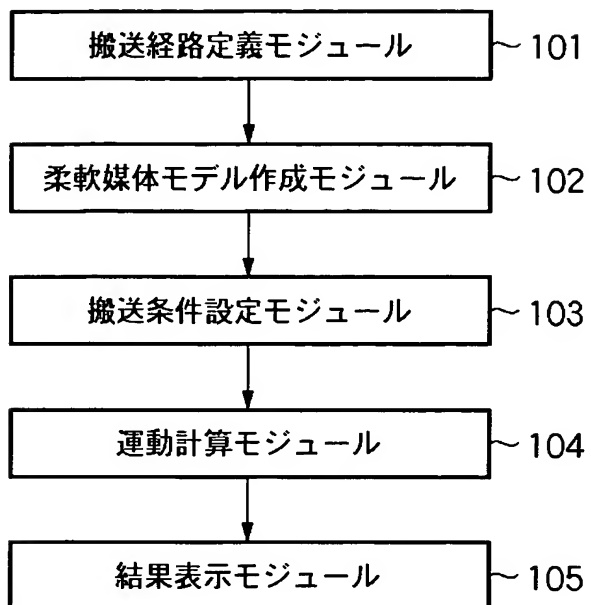 搬送経路定義モジュール ～101
柔軟媒体モデル作成モジュール ～102
搬送条件設定モジュール ～103
運動計算モジュール ～104
結果表示モジュール ～105